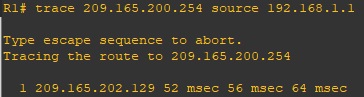 R1# trace 209.165.200.254 source 192.168.1.1
Type escape sequence to abort.
Tracing the route to 209.165.200.254
1 209.165.202.129 52 msec 56 msec 64 msec